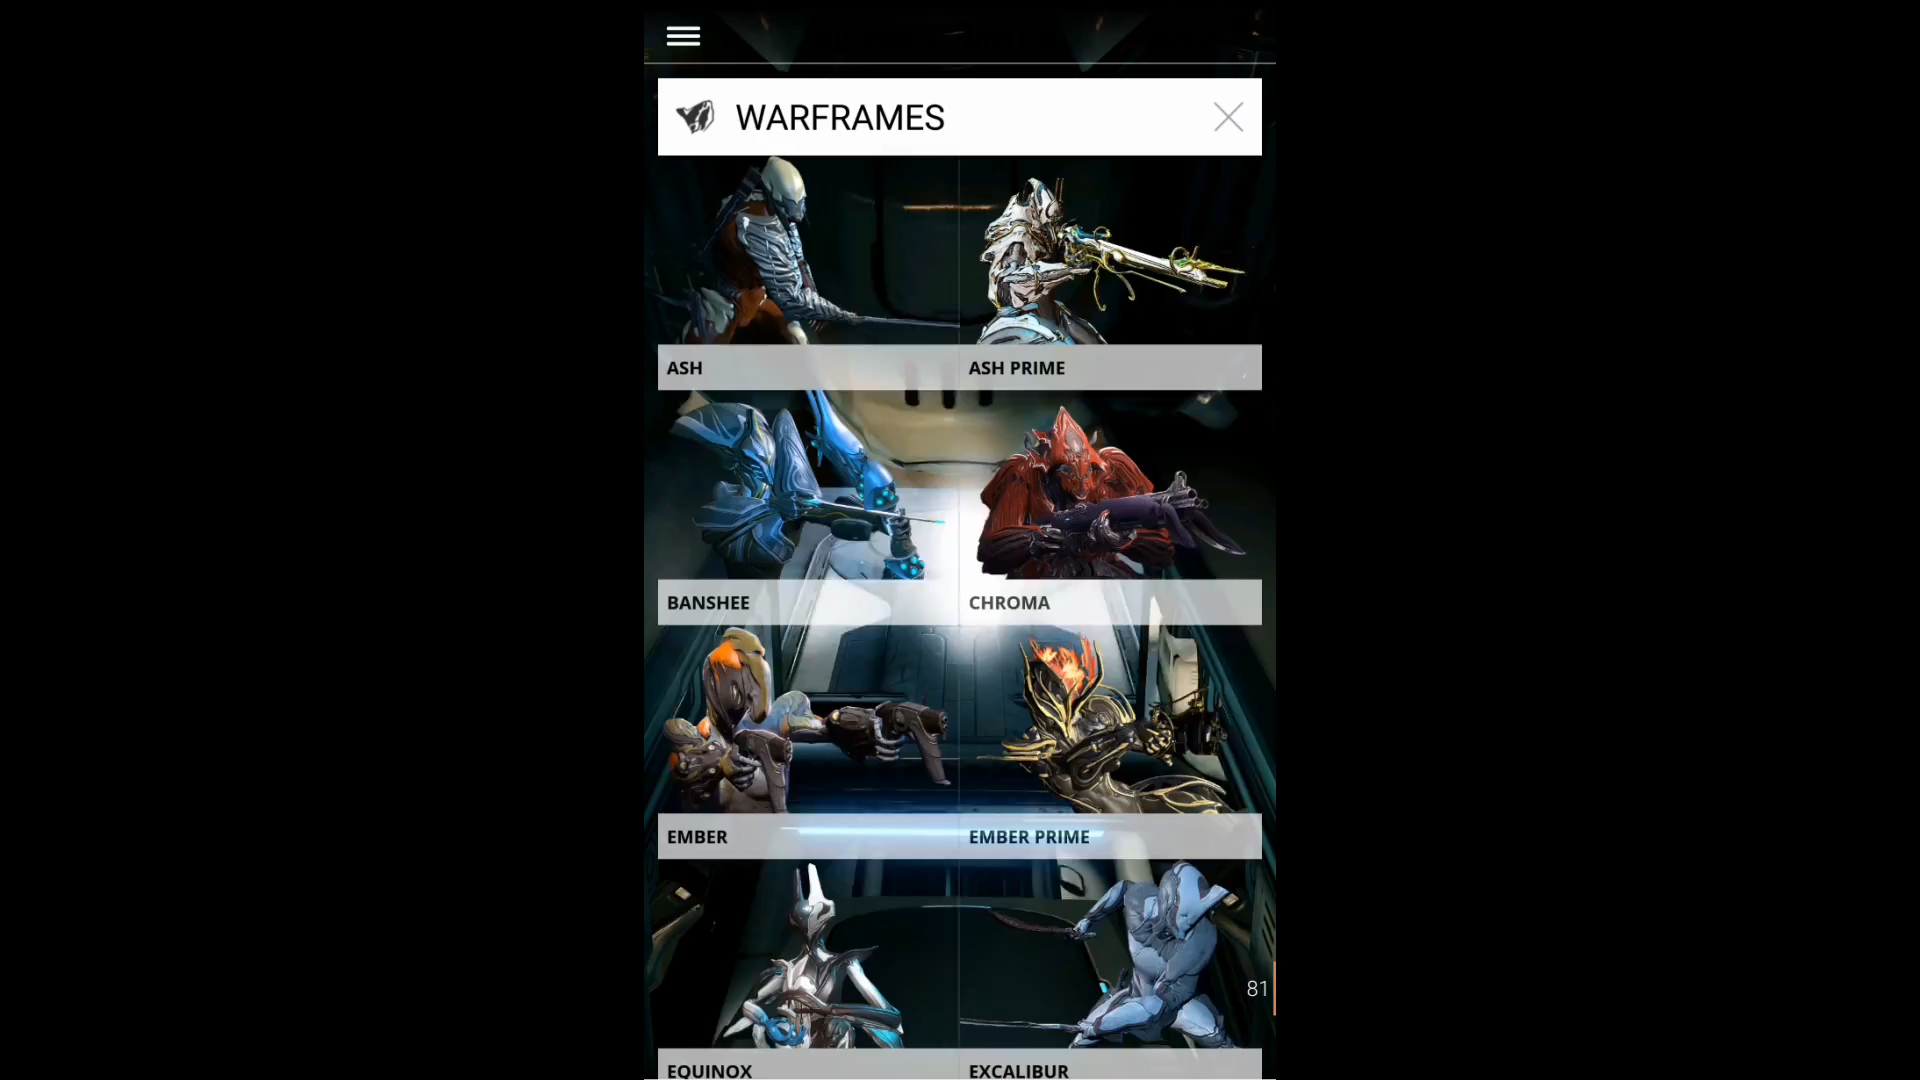 WARFRAMES
ASH
ASH PRIME
BANSHEE
CHROMA
EMBER
EMBER PRIME
EQUINOX
EXCALIBUR
81